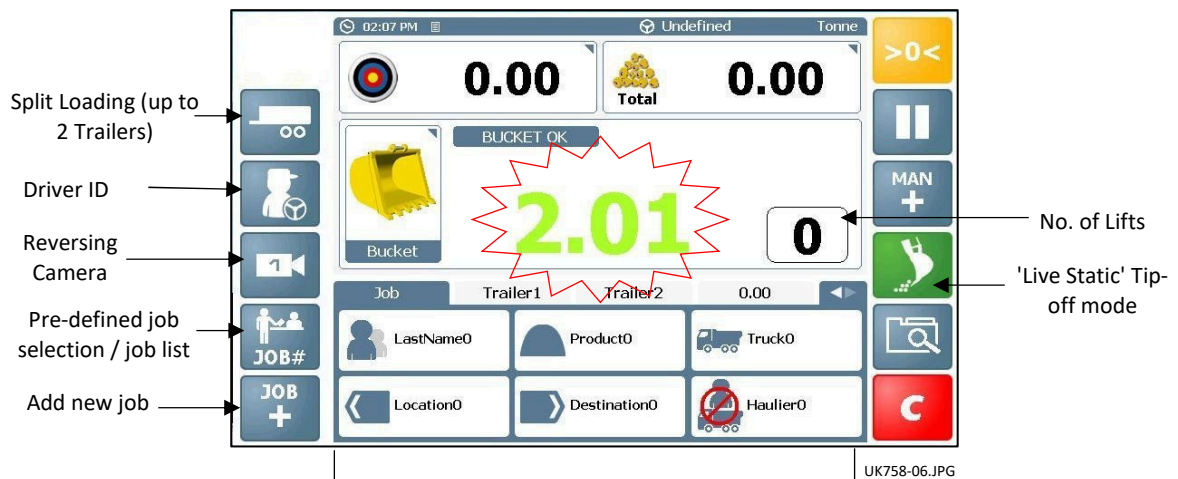 02:07 PM
Undefined
Tonne
>0<
0.00
Total
0.00
Split Loading (up to
2 Trailers)
BUCKET OK
Driver ID
MAN
+
2.01
0
No. of Lifts
Bucket
Reversing
Camera
1
'Live Static' Tip-
off mode
Job
Trailer1
Trailer2
0.00
Pre-defined job
selection / job list
JOB#
LastName0
Product0
Truck0
Add new job
JOB
+
Location0
Destination0
Haulier0
C
UK758-06.JPG